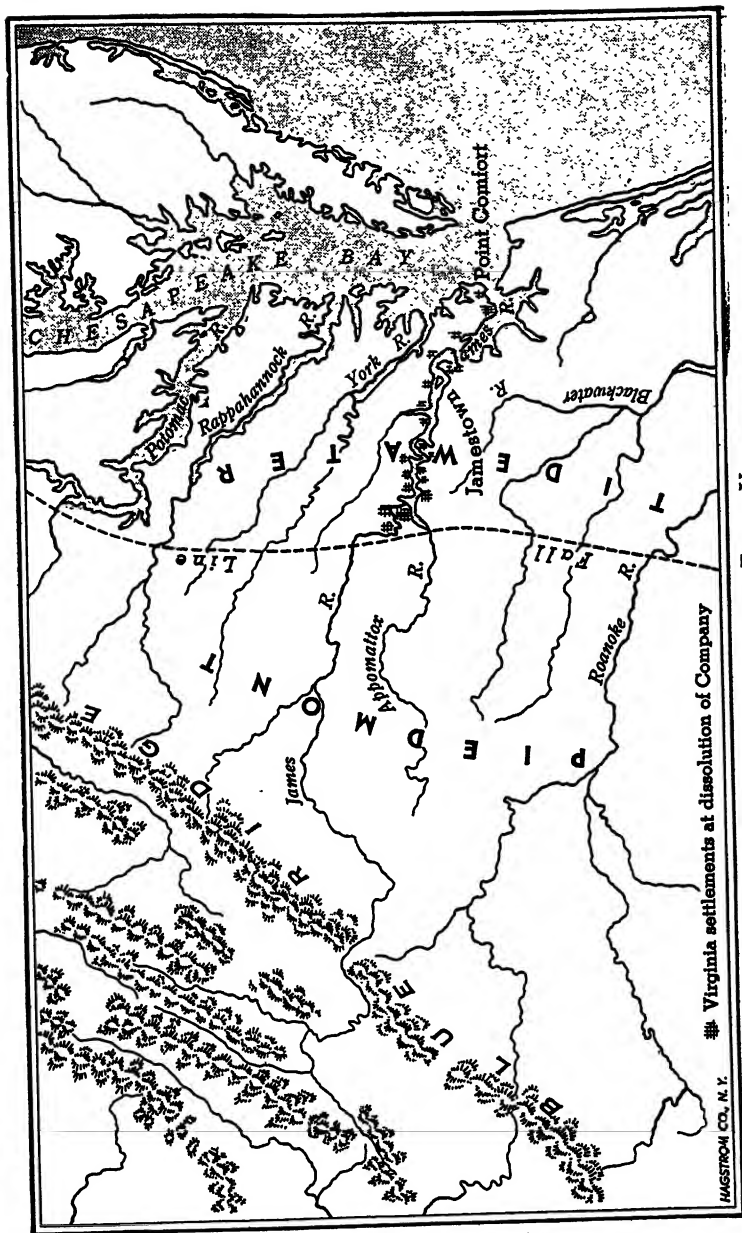 CHESAPEAKE BAY
Potomac R.
Rappahannock R.
York R.
Point Comfort
James R.
Jamestown
Blackwater R.
TIDEWATER
Fall Line
PIEDMONT
James R.
Appomattox R.
Roanoke R.
BLUE RIDGE
Virginia settlements at dissolution of Company
HAGSTROM CO., N.Y.